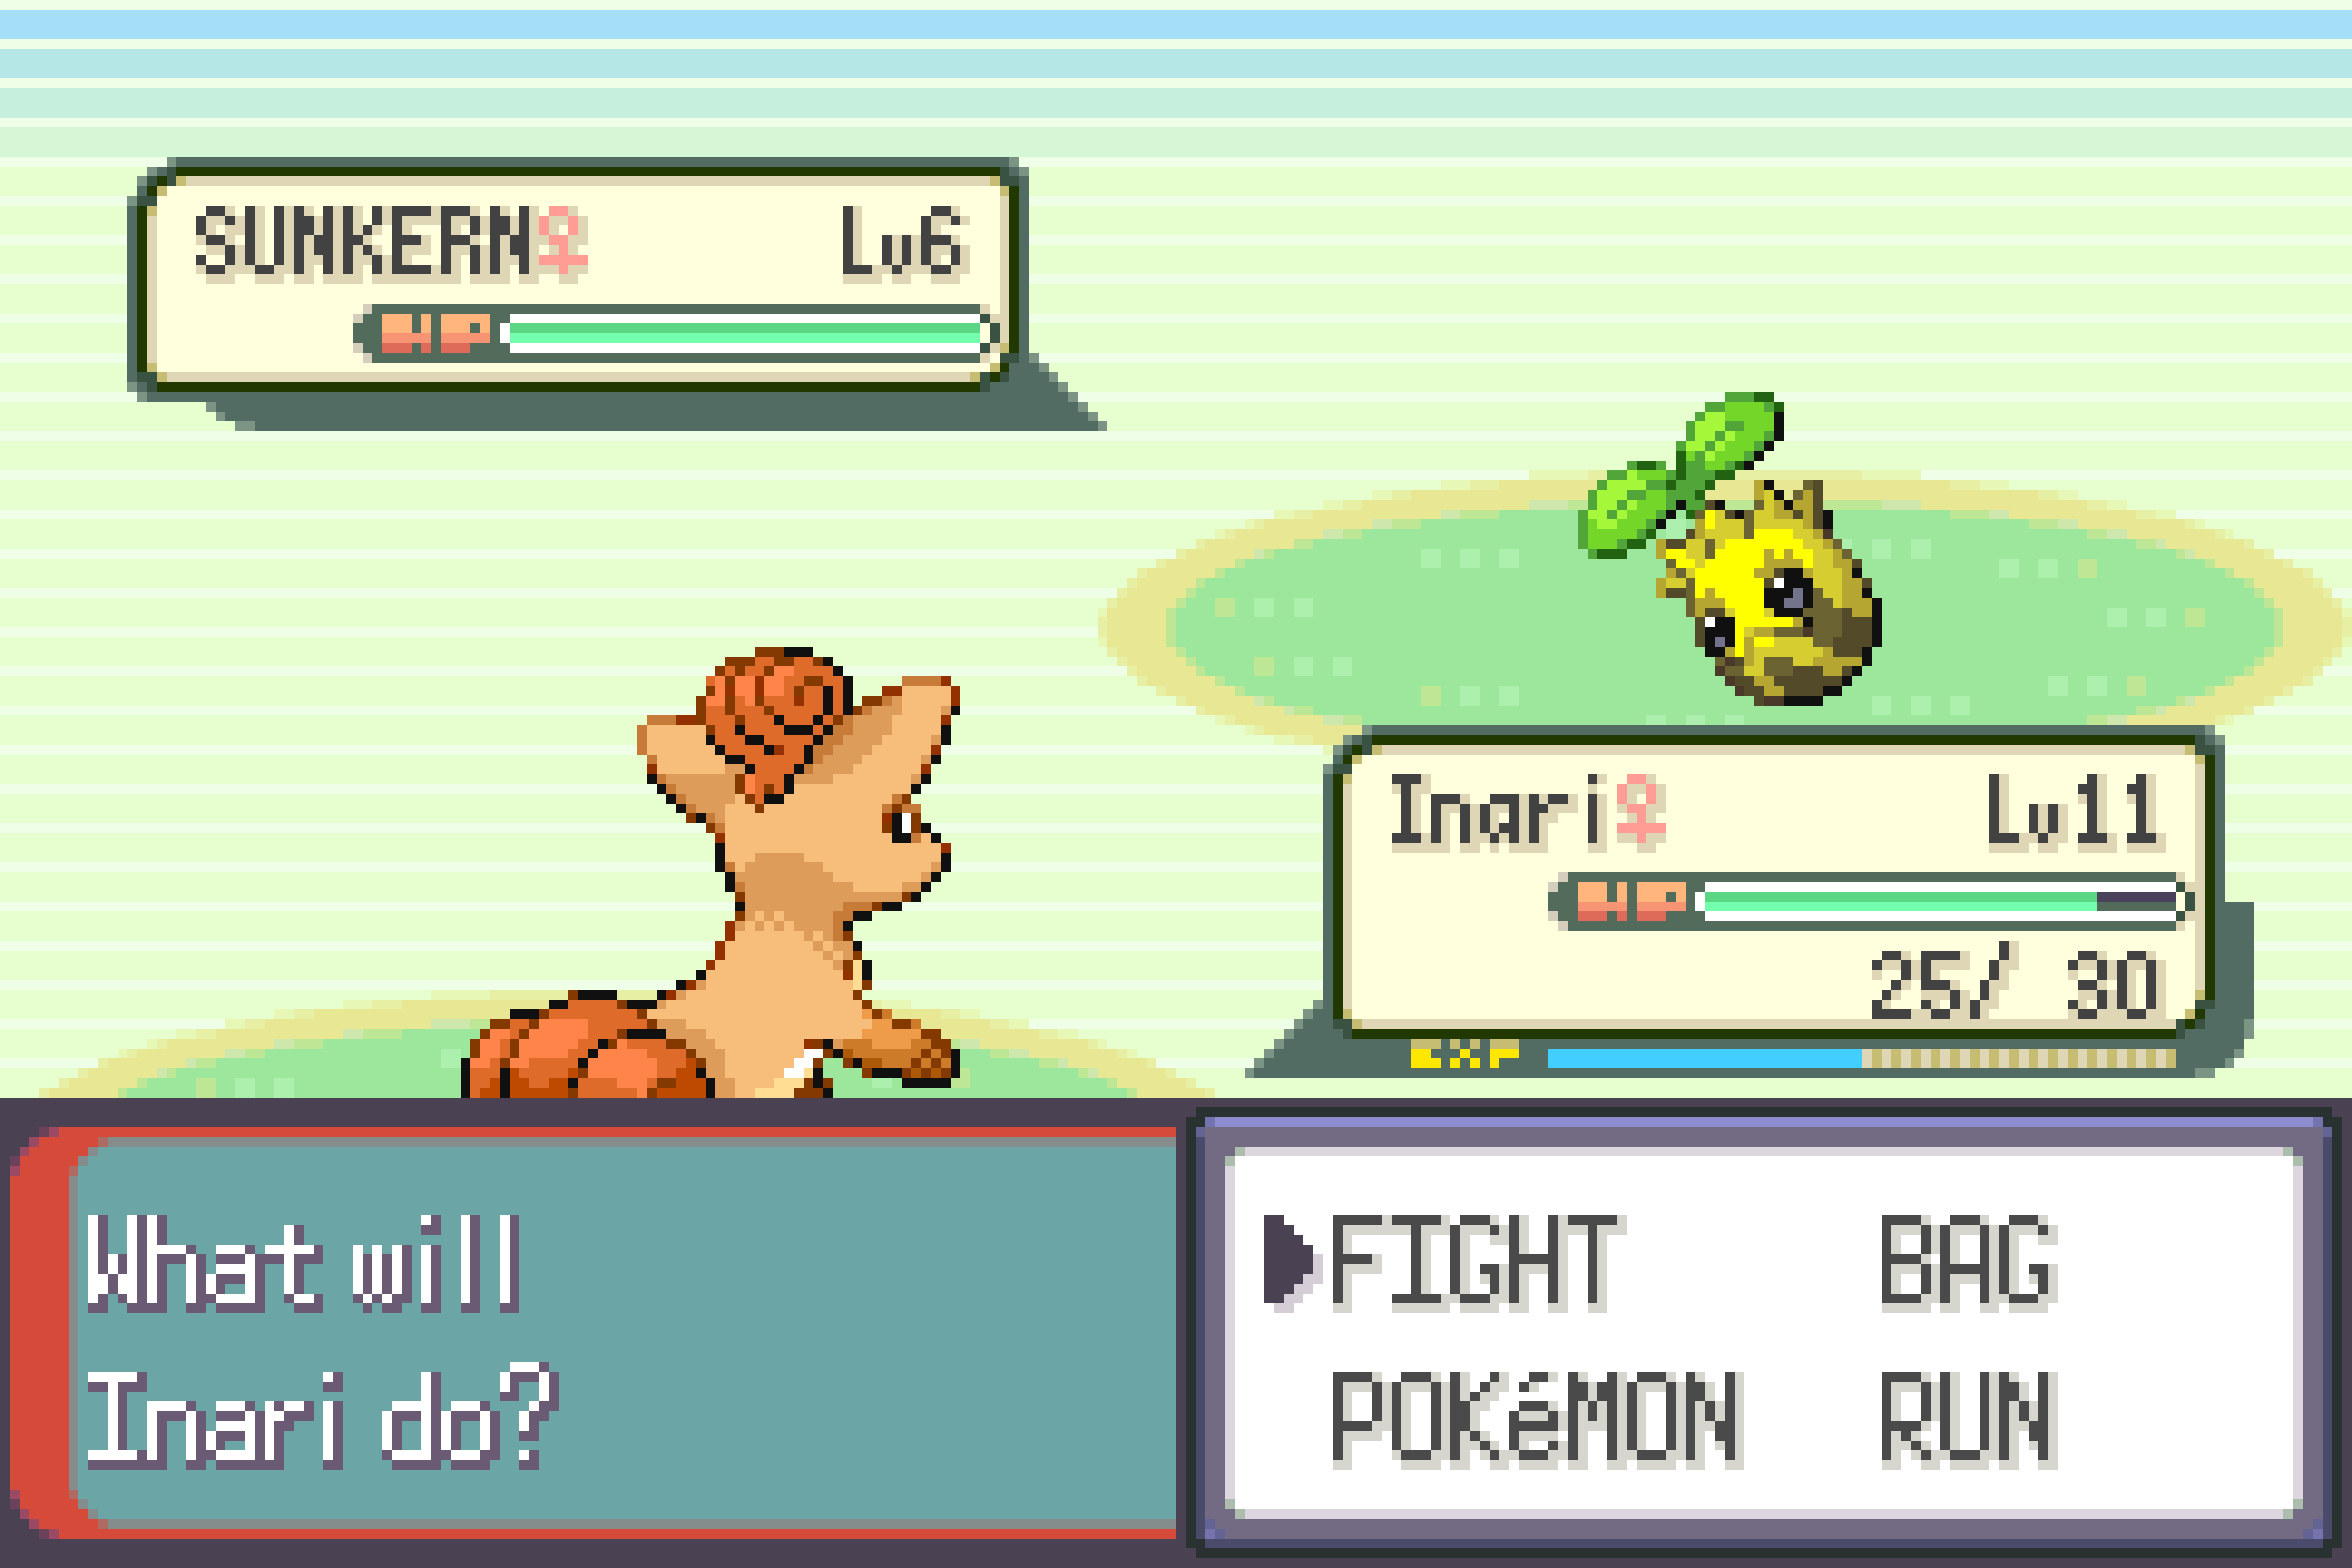 SUNKERN♀ Lv6
HP
Inari♀ Lv11
HP
25/ 30
EXP
What will
Inari do?
FIGHT BAG
POKéMON RUN